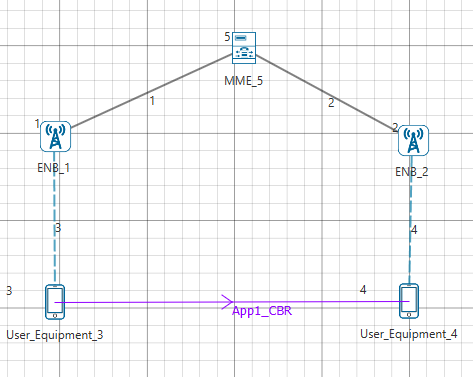 5
MME_5
1
2
1
2
ENB_1
ENB_2
3
4
3
4
App1_CBR
User_Equipment_3
User_Equipment_4